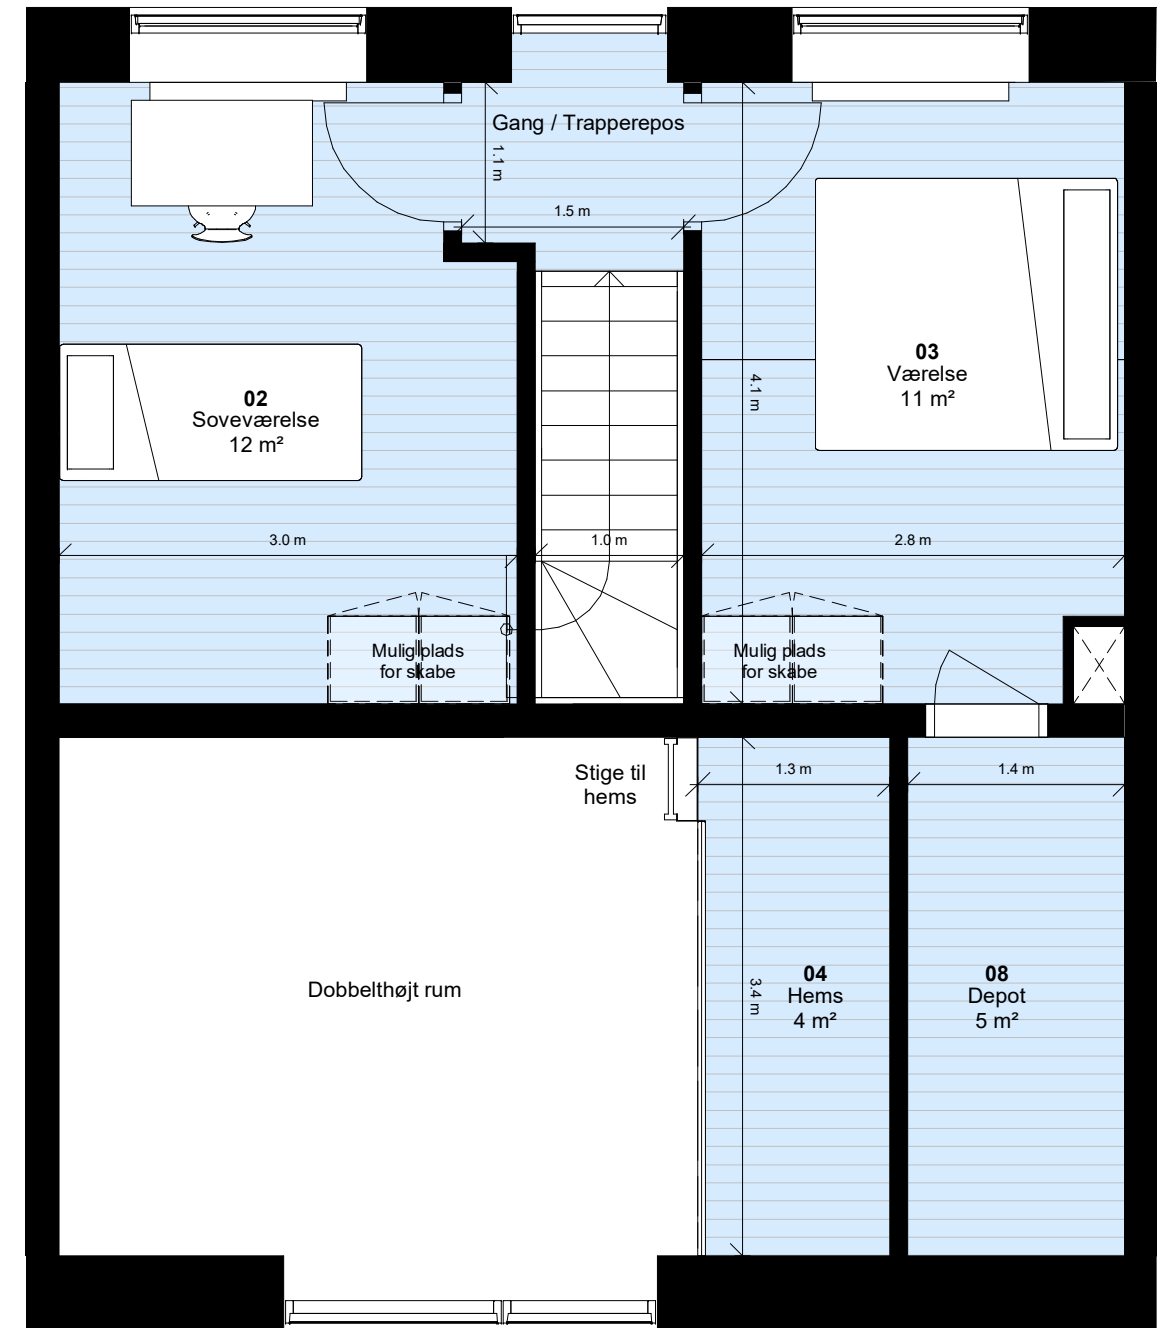 Gang / Trapperepos
1.1 m
1.5 m
03
Værelse
11 m²
4.1 m
02
Soveværelse
12 m²
3.0 m
1.0 m
2.8 m
Mulig plads
for skabe
Mulig plads
for skabe
Stige til
hems
1.3 m
1.4 m
Dobbelthøjt rum
3.4 m
04
Hems
4 m²
08
Depot
5 m²